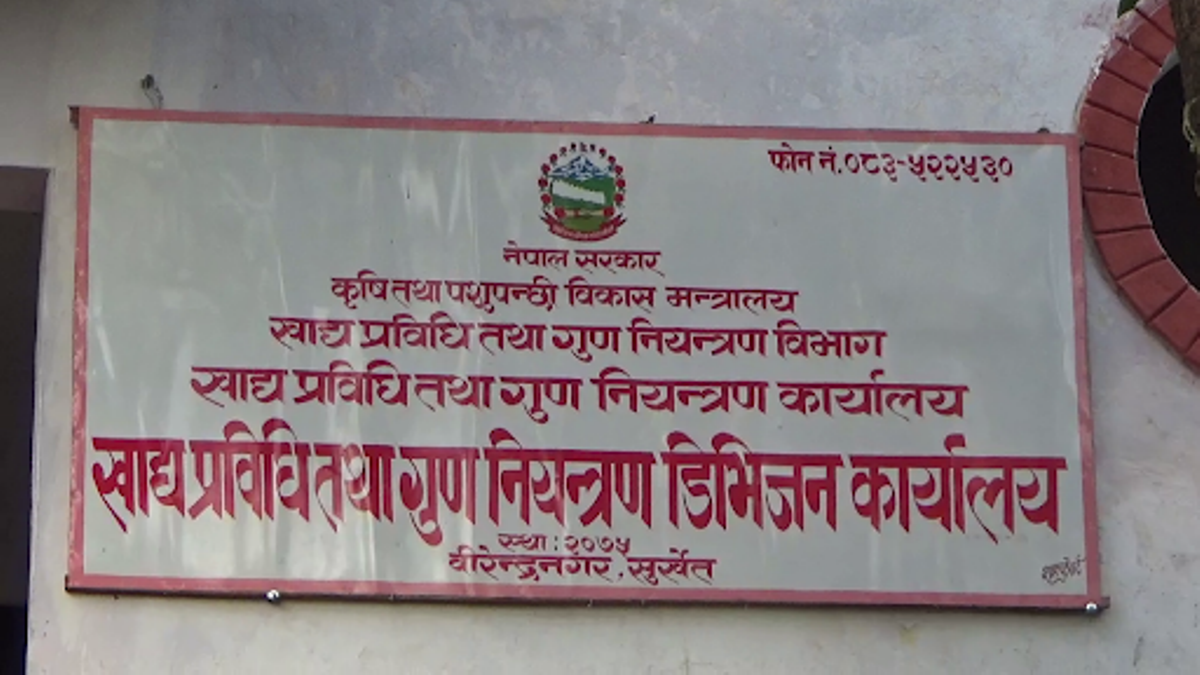 फोन नं.०८३-५२२५३०
नेपाल सरकार
कृषि तथा पशुपन्छी विकास मन्त्रालय
खाद्य प्रविधि तथा गुण नियन्त्रण विभाग
खाद्य प्रविधि तथा गुण नियन्त्रण कार्यालय
खाद्य प्रविधि तथा गुण नियन्त्रण डिभिजन कार्यालय
स्था : २०७५
वीरेन्द्रनगर, सुर्खेत